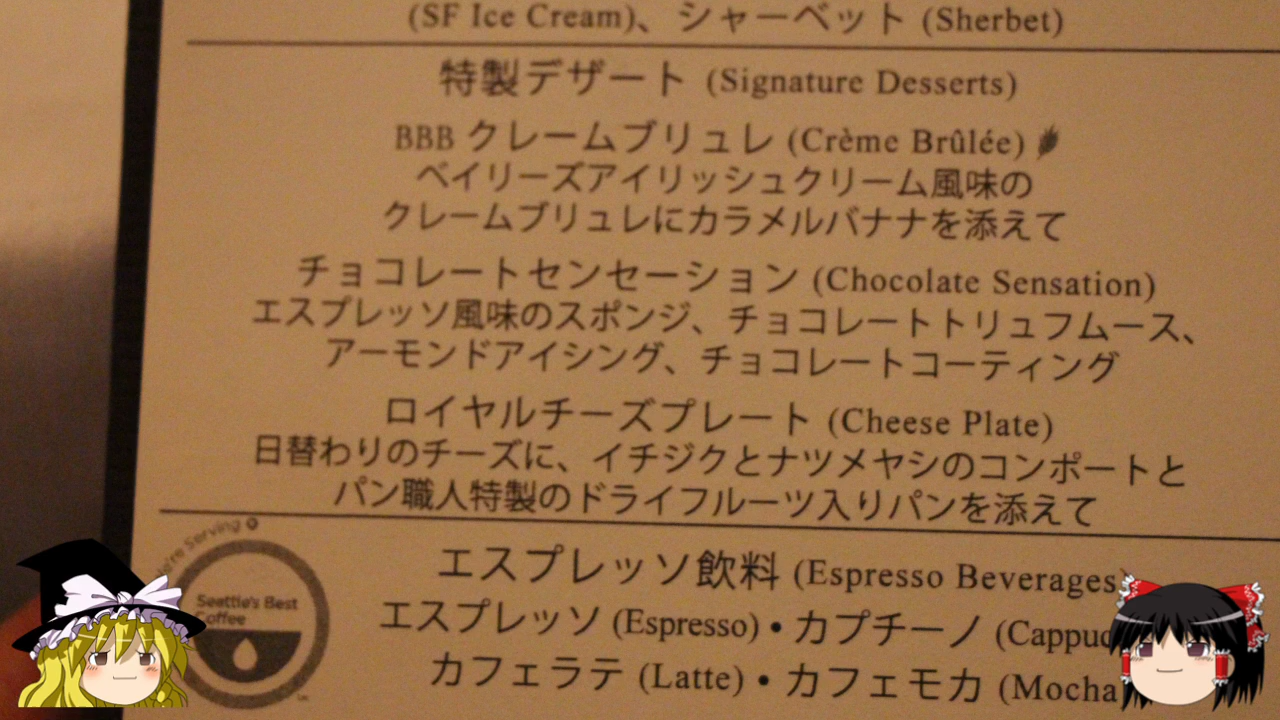 (SF Ice Cream)、シャーベット (Sherbet)
特製デザート (Signature Desserts)
BBB クレームブリュレ (Crème Brûlée)
ベイリーズアイリッシュクリーム風味の
クレームブリュレにカラメルバナナを添えて
チョコレートセンセーション (Chocolate Sensation)
エスプレッソ風味のスポンジ、チョコレートトリュフムース、
アーモンドアイシング、チョコレートコーティング
ロイヤルチーズプレート (Cheese Plate)
日替わりのチーズに、イチジクとナツメヤシのコンポートと
パン職人特製のドライフルーツ入りパンを添えて
Serving
Seattle's Best
Coffee
エスプレッソ飲料 (Espresso Beverages
エスプレッソ (Espresso) • カプチーノ (Cappuc
カフェラテ (Latte) • カフェモカ (Mocha